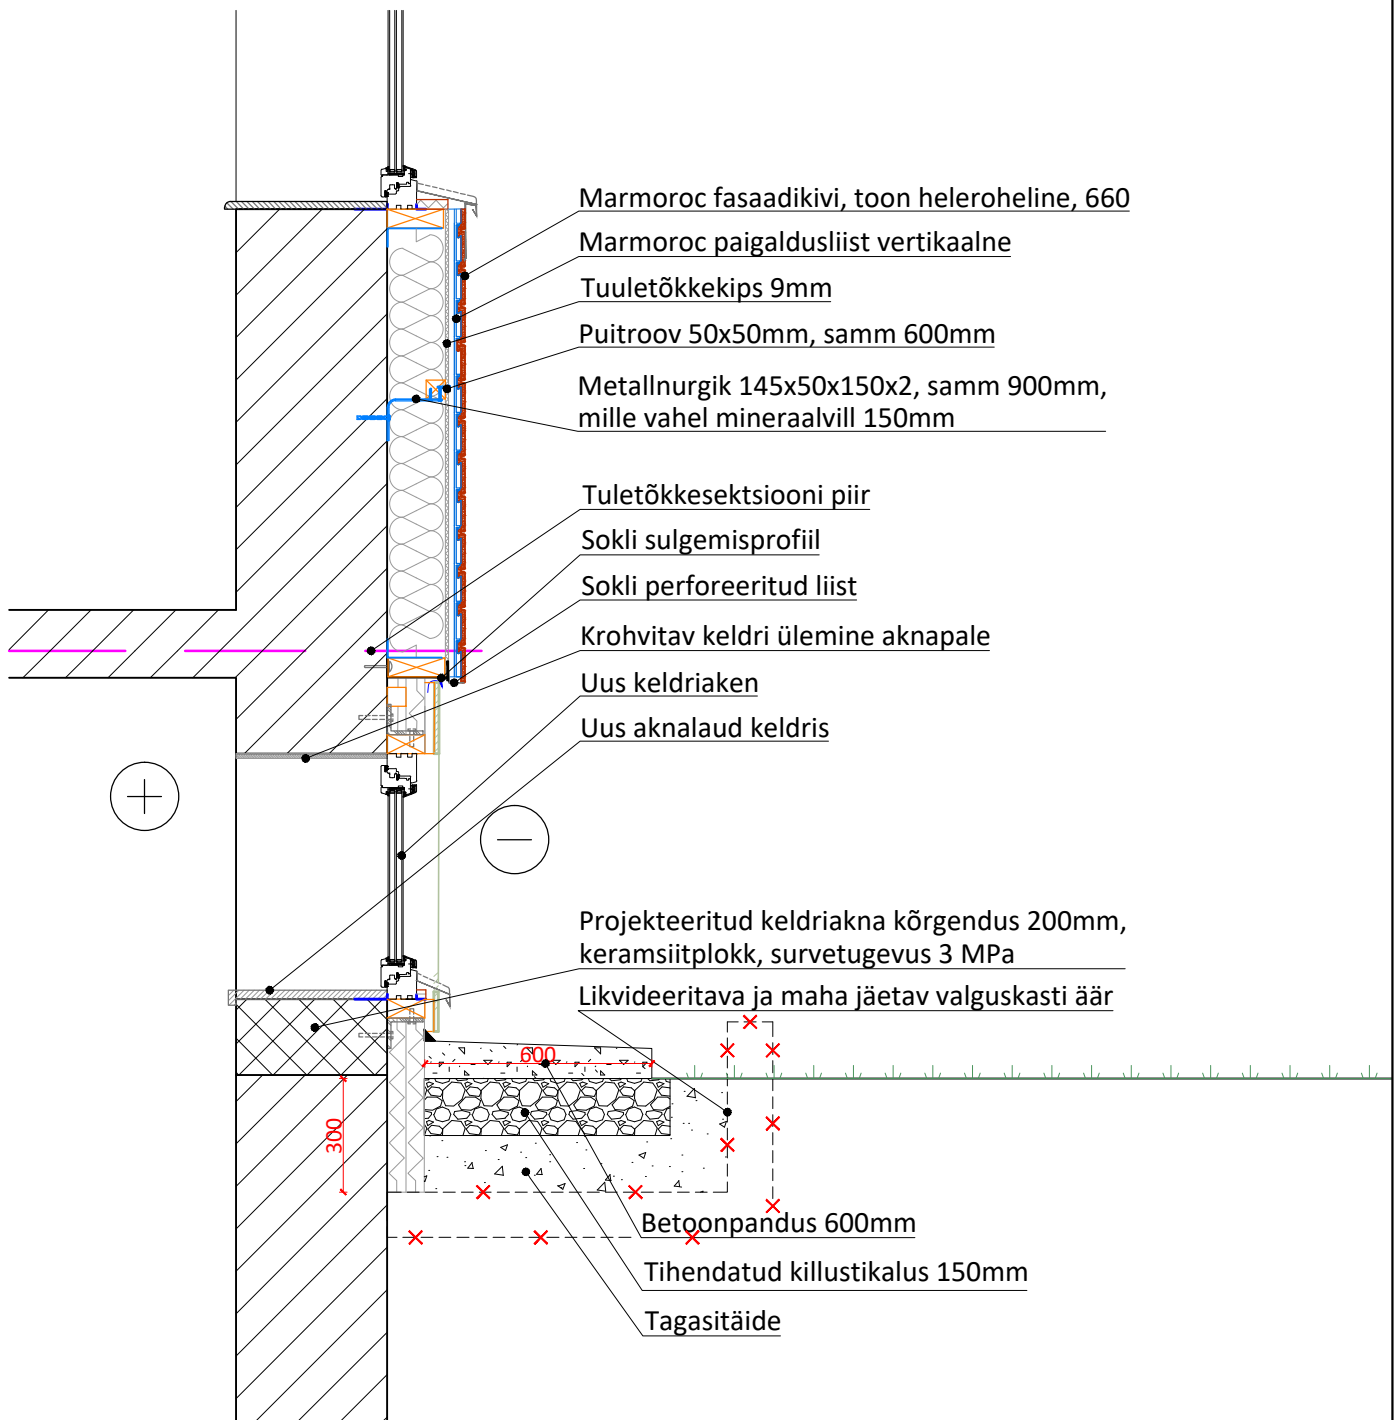 Marmoroc fasaadikivi, toon heleroheline, 660
Marmoroc paigaldusliist vertikaalne
Tuuletõkkekips 9mm
Puitroov 50x50mm, samm 600mm
Metallnurgik 145x50x150x2, samm 900mm,
mille vahel mineraalvill 150mm
Tuletõkkesektsiooni piir
Sokli sulgemisprofiil
Sokli perforeeritud liist
Krohvitav keldri ülemine aknapale
Uus keldriaken
Uus aknalaud keldris
Projekteeritud keldriakna kõrgendus 200mm,
keramsiitplokk, survetugevus 3 MPa
Likvideeritava ja maha jäetav valguskasti äär
600
300
Betoonpandus 600mm
Tihendatud killustikalus 150mm
Tagasitäide